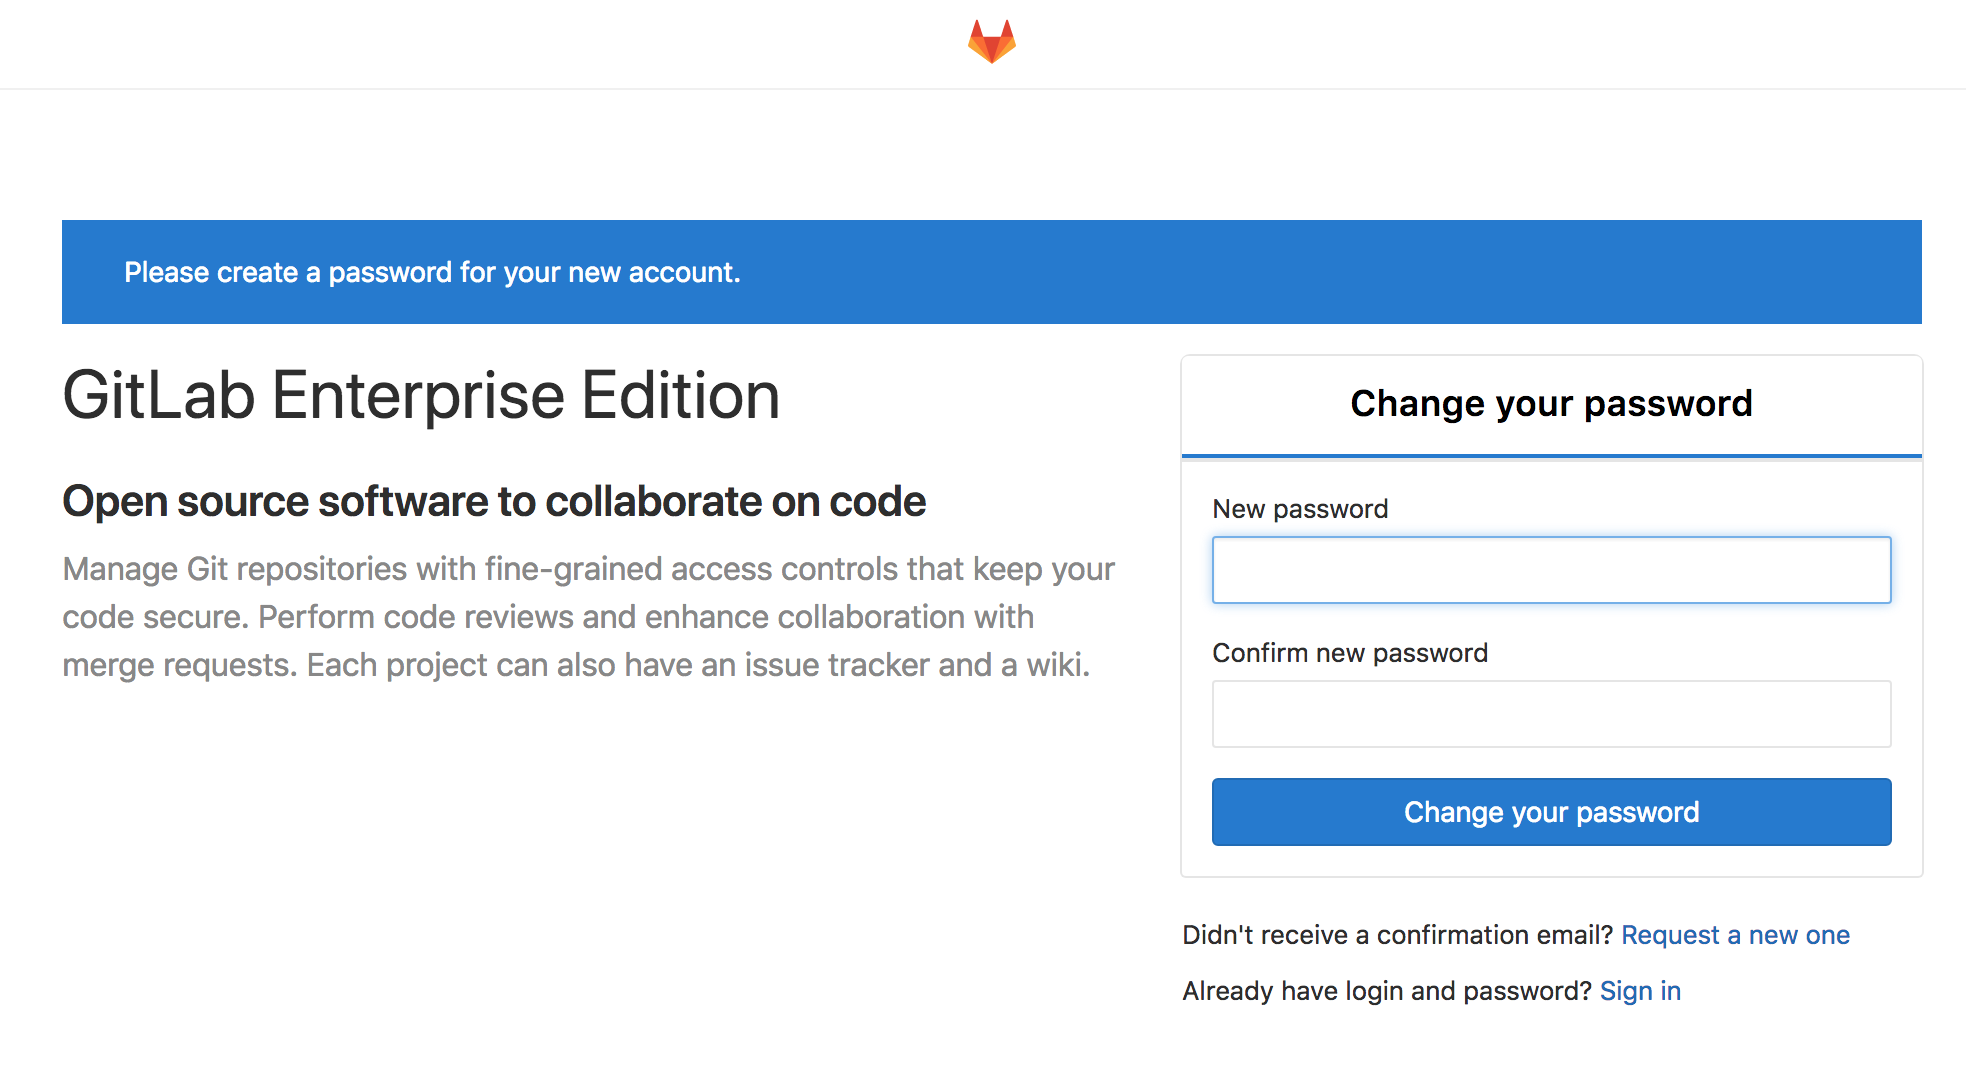 Please create a password for your new account.
GitLab Enterprise Edition
Open source software to collaborate on code
Manage Git repositories with fine-grained access controls that keep your
code secure. Perform code reviews and enhance collaboration with
merge requests. Each project can also have an issue tracker and a wiki.
Change your password
New password
Confirm new password
Change your password
Didn't receive a confirmation email? Request a new one
Already have login and password? Sign in